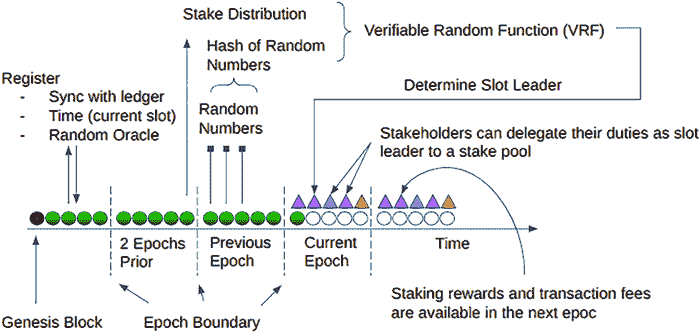 Stake Distribution
Hash of Random
Numbers
Verifiable Random Function (VRF)
Register
- Sync with ledger
- Time (current slot)
- Random Oracle
Random
Numbers
Determine Slot Leader
Stakeholders can delegate their duties as slot
leader to a stake pool
2 Epochs
Prior
Previous
Epoch
Current
Epoch
Time
Genesis Block
Epoch Boundary
Staking rewards and transaction fees
are available in the next epoc